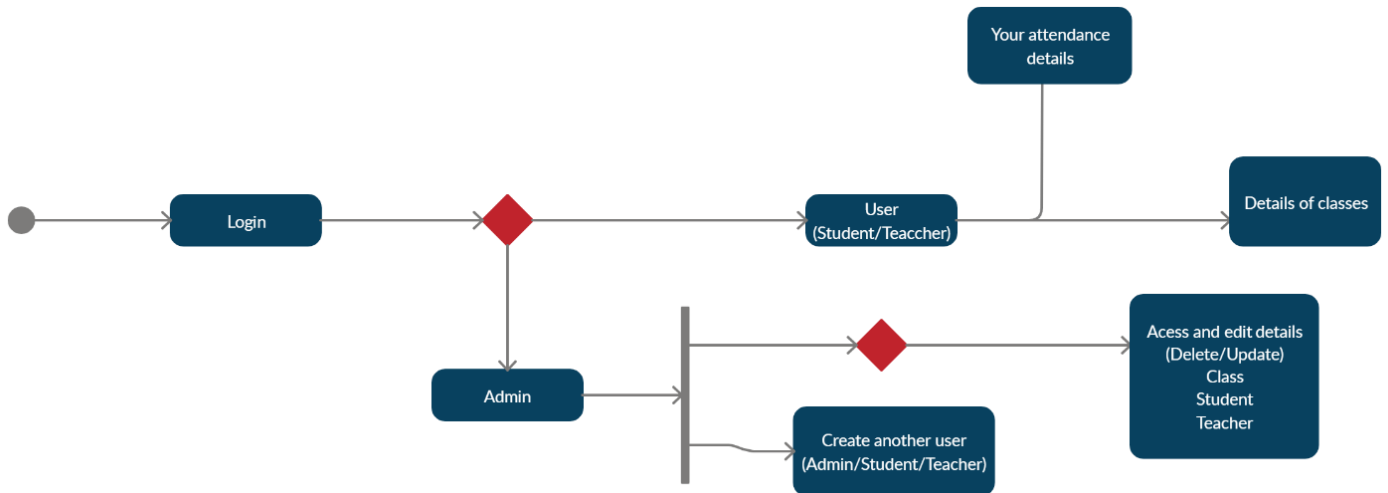 Your attendance
details
Login
User
(Student/Teaccher)
Details of classes
Admin
Acess and edit details
(Delete/Update)
Class
Student
Teacher
Create another user
(Admin/Student/Teacher)